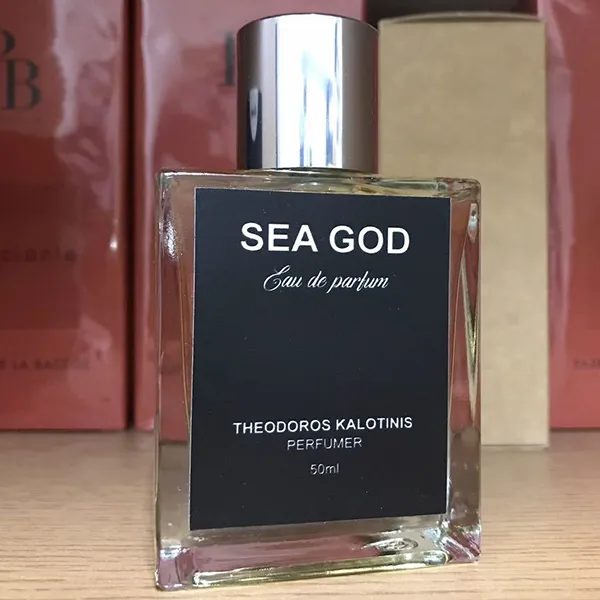 SEA GOD
Eau de parfum
THEODOROS KALOTINIS
PERFUMER
50ml
B